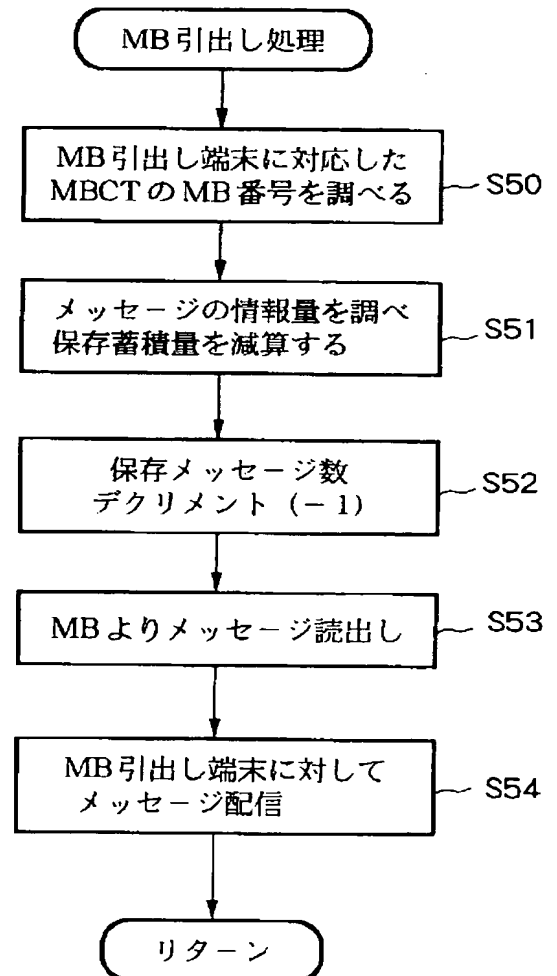 MB引出し処理
MB引出し端末に対応した
MBCTのMB番号を調べる
S50
メッセージの情報量を調べ
保存蓄積量を減算する
S51
保存メッセージ数
デクリメント(-1)
S52
MBよりメッセージ読出し
S53
MB引出し端末に対して
メッセージ配信
S54
リターン